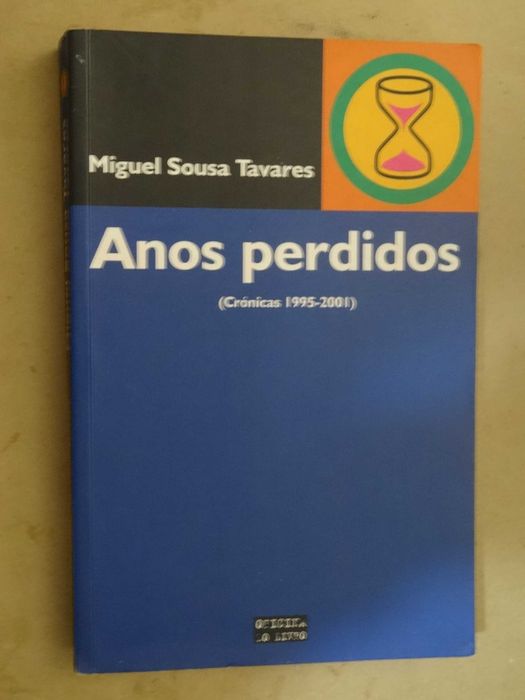 Miguel Sousa Tavares
Anos perdidos
(Crónicas 1995-2001)
OFICINA
DO LIVRO